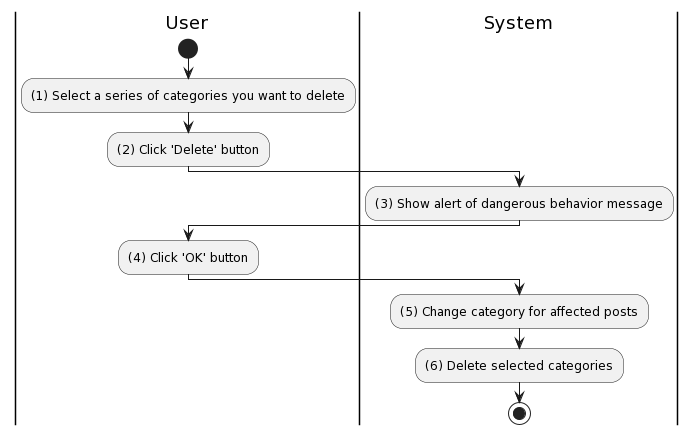 User
System
(1) Select a series of categories you want to delete
(2) Click 'Delete' button
(3) Show alert of dangerous behavior message
(4) Click 'OK' button
(5) Change category for affected posts
(6) Delete selected categories